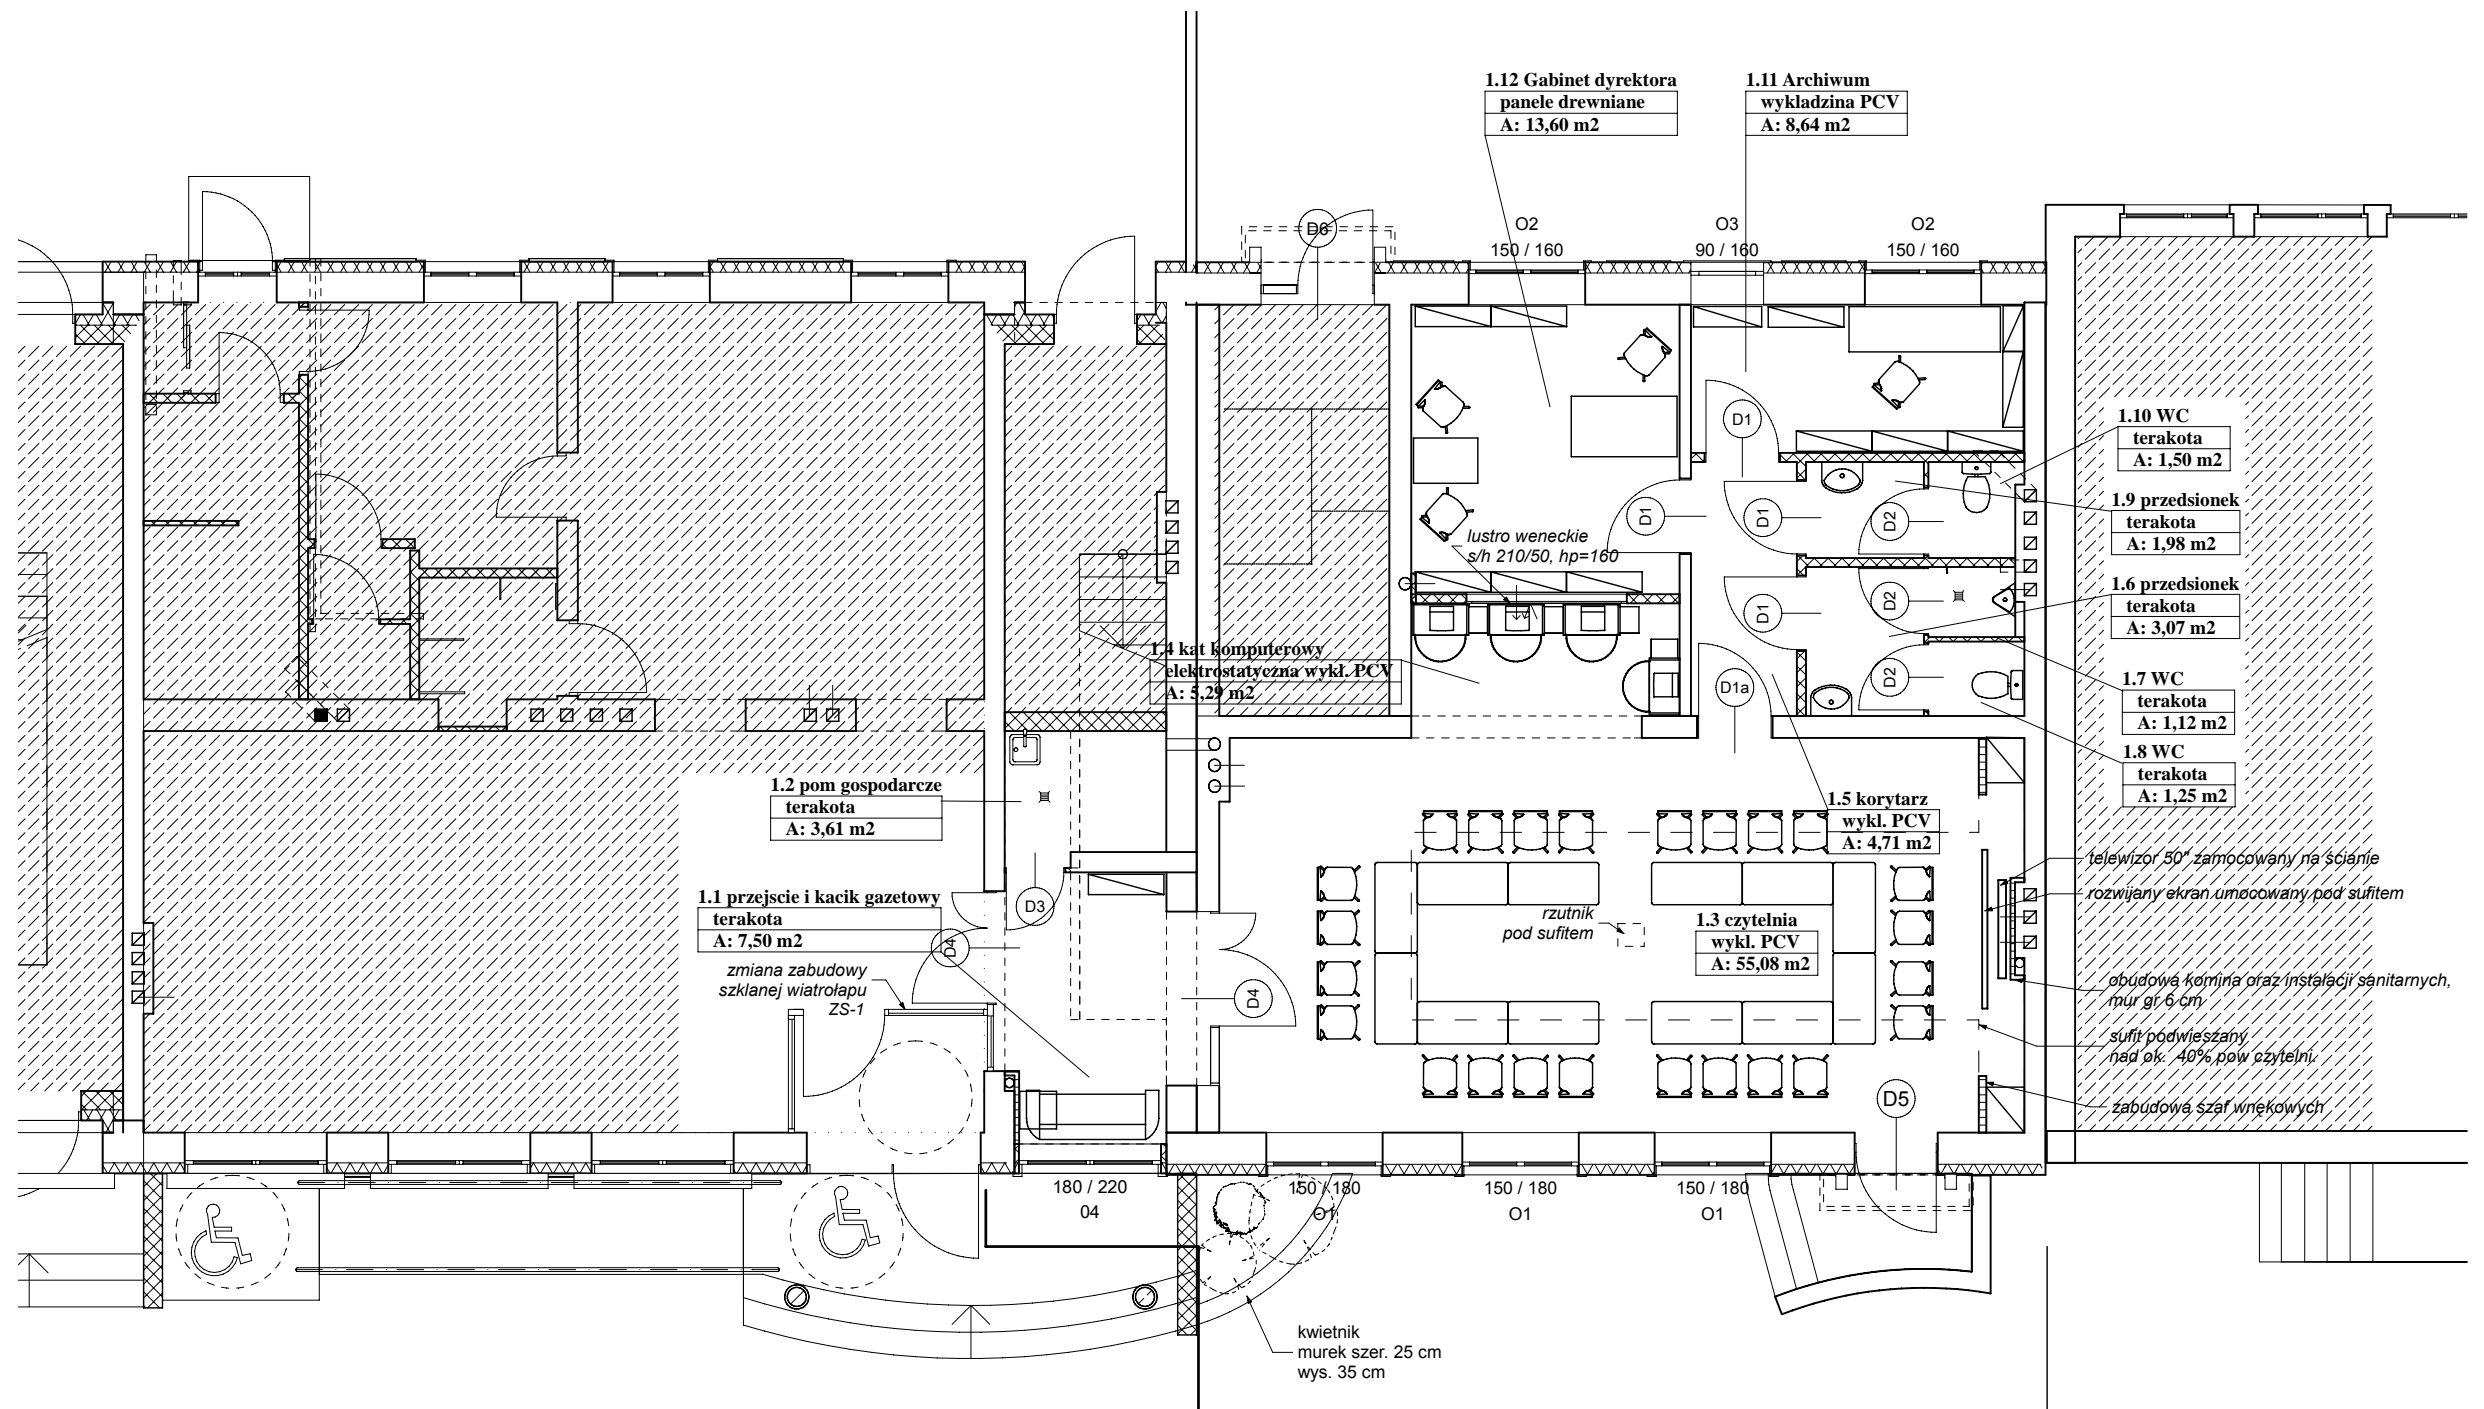 1.12 Gabinet dyrektora
panele drewniane
A: 13,60 m2
1.11 Archiwum
wykladzina PCV
A: 8,64 m2
D6
O2
150 / 160
O3
90 / 160
O2
150 / 160
1.10 WC
terakota
A: 1,50 m2
1.9 przedsionek
terakota
A: 1,98 m2
1.6 przedsionek
terakota
A: 3,07 m2
1.7 WC
terakota
A: 1,12 m2
1.8 WC
terakota
A: 1,25 m2
D1
D1
D1
D2
D2
D1
D2
D1a
lustro weneckie
s/h 210/50, hp=160
1.4 kat komputerowy
elektrostatyczna wykl. PCV
A: 5,29 m2
1.2 pom gospodarcze
terakota
A: 3,61 m2
1.5 korytarz
wykl. PCV
A: 4,71 m2
telewizor 50" zamocowany na ścianie
rozwijany ekran umocowany pod sufitem
1.1 przejscie i kacik gazetowy
terakota
A: 7,50 m2
D3
D4
D4
rzutnik
pod sufitem
1.3 czytelnia
wykl. PCV
A: 55,08 m2
zmiana zabudowy
szklanej wiatrołapu
ZS-1
obudowa komina oraz instalacji sanitarnych,
mur gr 6 cm
sufit podwieszany
nad ok. 40% pow czytelni.
zabudowa szaf wnękowych
D5
180 / 220
04
150 / 180
O1
150 / 180
O1
150 / 180
O1
kwietnik
murek szer. 25 cm
wys. 35 cm